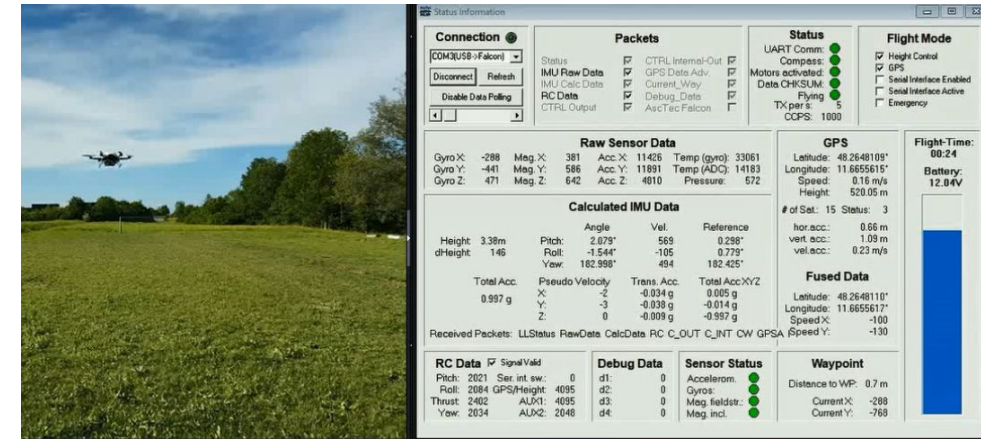 Status Information
Connection
COM3(USB->Falcon)
Disconnect Refresh
Disable Data Polling
Packets
Status CTRL Internal-Out
IMU Raw Data GPS Data Adv.
IMU Calc Data Current_Way
RC Data Debug_Data
CTRL Output AscTec Falcon
Status
UART Comm:
Compass:
Motors activated:
Data CHKSUM:
Flying
TX per s: 5
CCPS: 1000
Flight Mode
Height Control
GPS
Serial Interface Enabled
Serial Interface Active
Emergency
Raw Sensor Data
Gyro X: -288 Mag. X: 381 Acc. X: 11426 Temp (gyro): 33061
Gyro Y: -441 Mag. Y: 586 Acc. Y: 11891 Temp (ADC): 14183
Gyro Z: 471 Mag. Z: 642 Acc. Z: 4810 Pressure: 572
Calculated IMU Data
Angle Vel. Reference
Height 3.38m Pitch: 2.079° 569 0.298°
dHeight 146 Roll: -1.544° -105 0.779°
Yaw: 182.998° 494 182.425°
Total Acc. Pseudo Velocity Trans. Acc. Total Acc XYZ
0.997 g X: -2 -0.034 g 0.005 g
Y: -3 -0.038 g -0.014 g
Z: 0 -0.009 g -0.997 g
Received Packets: LLStatus RawData CalcData RC C_OUT C_INT CW GPSA
GPS
Latitude: 48.2648109°
Longitude: 11.6655615°
Speed: 0.16 m/s
Height: 520.05 m
# of Sat.: 15 Status: 3
hor.acc.: 0.66 m
vert. acc.: 1.09 m
vel.acc.: 0.23 m/s
Fused Data
Latitude: 48.2648110°
Longitude: 11.6655617°
Speed X: -100
Speed Y: -130
Flight-Time:
00:24
Battery:
12.04V
RC Data Signal Valid
Pitch: 2021 Ser. int. sw.: 0
Roll: 2084 GPS/Height: 4095
Thrust: 2402 AUX1: 4095
Yaw: 2034 AUX2: 2048
Debug Data
d1: 0
d2: 0
d3: 0
d4: 0
Sensor Status
Accelerom.
Gyros:
Mag. fieldstr.:
Mag. incl.
Waypoint
Distance to WP: 0.7 m
Current X: -288
Current Y: -768